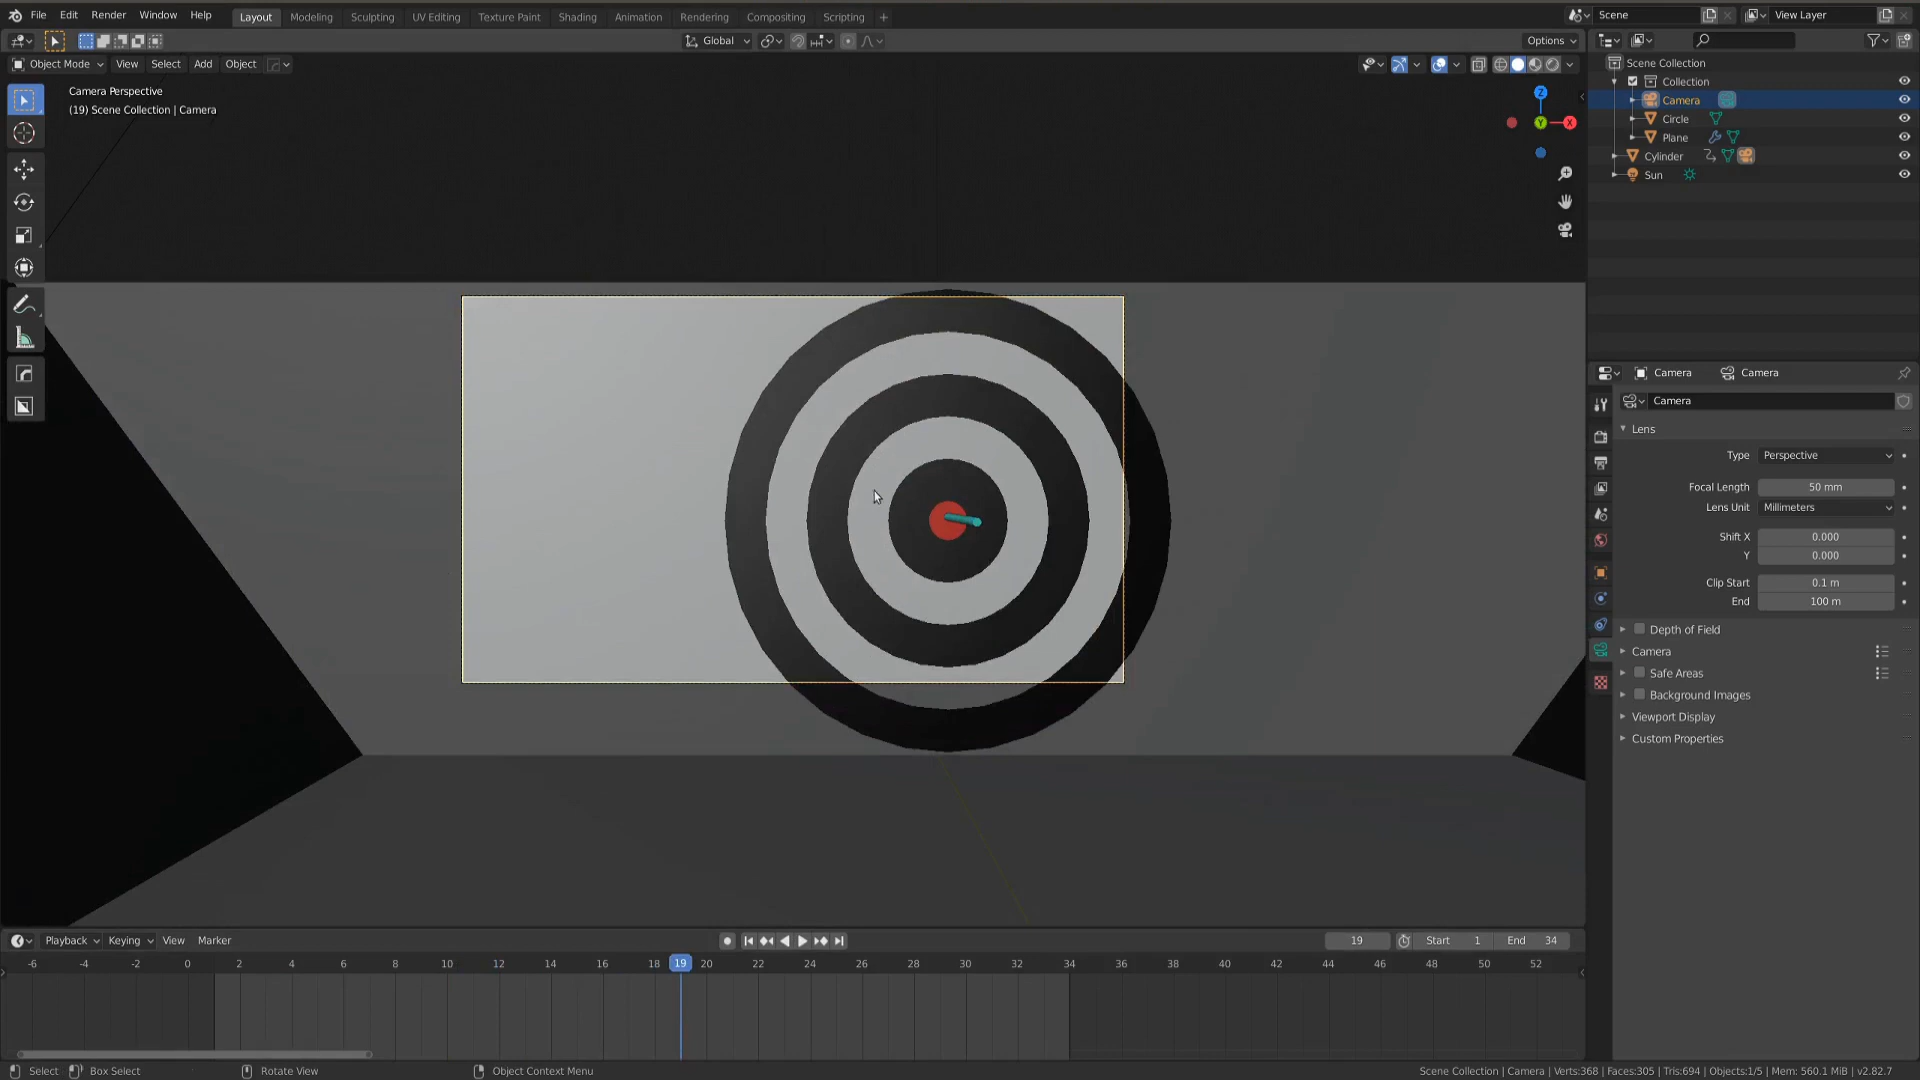 File Edit Render Window Help Layout Modeling Sculpting UV Editing Texture Paint Shading Animation Rendering Compositing Scripting + Scene View Layer
Global Options
Object Mode View Select Add Object
Camera Perspective
(19) Scene Collection | Camera
Z
Y
X
Scene Collection
Collection
Camera
Circle
Plane
Cylinder
Sun
Camera Camera
Camera
Lens
Type Perspective
Focal Length 50 mm
Lens Unit Millimeters
Shift X 0.000
Y 0.000
Clip Start 0.1 m
End 100 m
Depth of Field
Camera
Safe Areas
Background Images
Viewport Display
Custom Properties
Playback Keying View Marker 19 Start 1 End 34
-6 -4 -2 0 2 4 6 8 10 12 14 16 18 19 20 22 24 26 28 30 32 34 36 38 40 42 44 46 48 50 52
Select Box Select Rotate View Object Context Menu Scene Collection | Camera | Verts:368 | Faces:305 | Tris:694 | Objects:1/5 | Mem: 560.1 MiB | v2.82.7